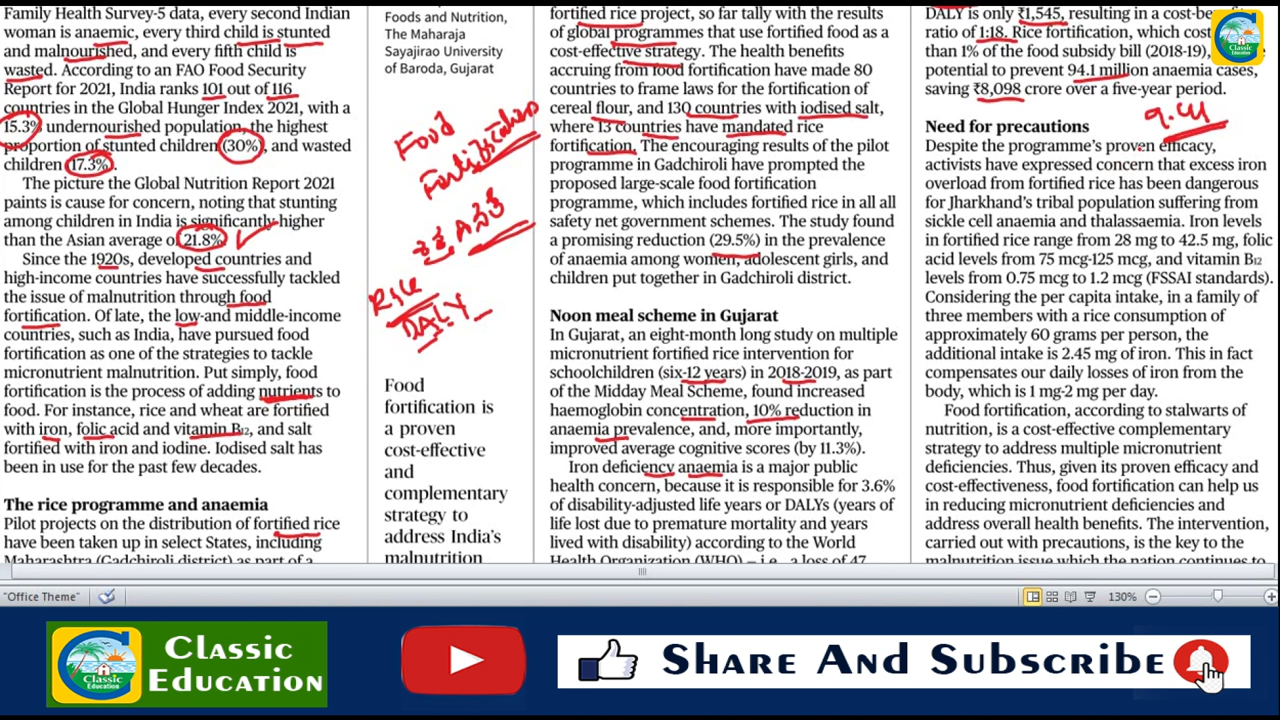 Family Health Survey-5 data, every second Indian
woman is anaemic, every third child is stunted
and malnourished, and every fifth child is
wasted. According to an FAO Food Security
Report for 2021, India ranks 101 out of 116
countries in the Global Hunger Index 2021, with a
15.3% undernourished population, the highest
proportion of stunted children (30%), and wasted
children (17.3%).
The picture the Global Nutrition Report 2021
paints is cause for concern, noting that stunting
among children in India is significantly higher
than the Asian average of 21.8%.
Since the 1920s, developed countries and
high-income countries have successfully tackled
the issue of malnutrition through food
fortification. Of late, the low-and middle-income
countries, such as India, have pursued food
fortification as one of the strategies to tackle
micronutrient malnutrition. Put simply, food
fortification is the process of adding nutrients to
food. For instance, rice and wheat are fortified
with iron, folic acid and vitamin B12, and salt
fortified with iron and iodine. Iodised salt has
been in use for the past few decades.
The rice programme and anaemia
Pilot projects on the distribution of fortified rice
have been taken up in select States, including
Maharashtra (Gadchiroli district) as part of a
Foods and Nutrition,
The Maharaja
Sayajirao University
of Baroda, Gujarat
Food
Fortification
Rice
DALY
Food
fortification is
a proven
cost-effective
and
complementary
strategy to
address India's
malnutrition
fortified rice project, so far tally with the results
of global programmes that use fortified food as a
cost-effective strategy. The health benefits
accruing from food fortification have made 80
countries to frame laws for the fortification of
cereal flour, and 130 countries with iodised salt,
where 13 countries have mandated rice
fortification. The encouraging results of the pilot
programme in Gadchiroli have prompted the
proposed large-scale food fortification
programme, which includes fortified rice in all all
safety net government schemes. The study found
a promising reduction (29.5%) in the prevalence
of anaemia among women, adolescent girls, and
children put together in Gadchiroli district.
Noon meal scheme in Gujarat
In Gujarat, an eight-month long study on multiple
micronutrient fortified rice intervention for
schoolchildren (six-12 years) in 2018-2019, as part
of the Midday Meal Scheme, found increased
haemoglobin concentration, 10% reduction in
anaemia prevalence, and, more importantly,
improved average cognitive scores (by 11.3%).
Iron deficiency anaemia is a major public
health concern, because it is responsible for 3.6%
of disability-adjusted life years or DALYs (years of
life lost due to premature mortality and years
lived with disability) according to the World
Health Organization (WHO) — i.e., a loss of 47
DALY is only ₹1,545, resulting in a cost-benefit
ratio of 1:18. Rice fortification, which cost
than 1% of the food subsidy bill (2018-19),
potential to prevent 94.1 million anaemia cases,
saving ₹8,098 crore over a five-year period.
Need for precautions
Despite the programme's proven efficacy,
activists have expressed concern that excess iron
overload from fortified rice has been dangerous
for Jharkhand's tribal population suffering from
sickle cell anaemia and thalassaemia. Iron levels
in fortified rice range from 28 mg to 42.5 mg, folic
acid levels from 75 mcg-125 mcg, and vitamin B12
levels from 0.75 mcg to 1.2 mcg (FSSAI standards).
Considering the per capita intake, in a family of
three members with a rice consumption of
approximately 60 grams per person, the
additional intake is 2.45 mg of iron. This in fact
compensates our daily losses of iron from the
body, which is 1 mg-2 mg per day.
Food fortification, according to stalwarts of
nutrition, is a cost-effective complementary
strategy to address multiple micronutrient
deficiencies. Thus, given its proven efficacy and
cost-effectiveness, food fortification can help us
in reducing micronutrient deficiencies and
address overall health benefits. The intervention,
carried out with precautions, is the key to the
malnutrition issue which the nation continues to
Classic
Education
"Office Theme"
130%
Classic
Education
Share And Subscribe